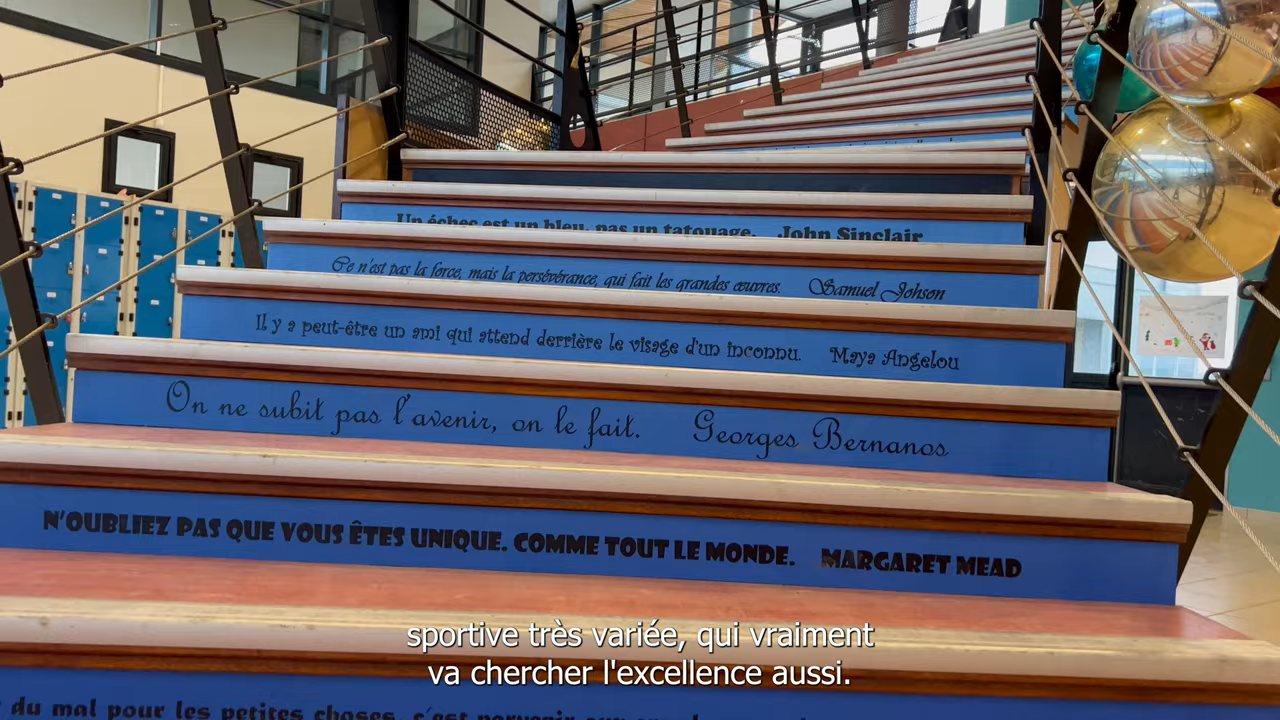 Un échec est un bleu, pas un tatouage. John Sinclair
Ce n'est pas la force, mais la persévérance, qui fait les grandes œuvres. Samuel Johson
Il y a peut-être un ami qui attend derrière le visage d'un inconnu. Maya Angelou
On ne subit pas l'avenir, on le fait. Georges Bernanos
N'OUBLIEZ PAS QUE VOUS ÊTES UNIQUE. COMME TOUT LE MONDE. MARGARET MEAD
sportive très variée, qui vraiment
va chercher l'excellence aussi.
du mal pour les petites choses, c'est parvenir aux